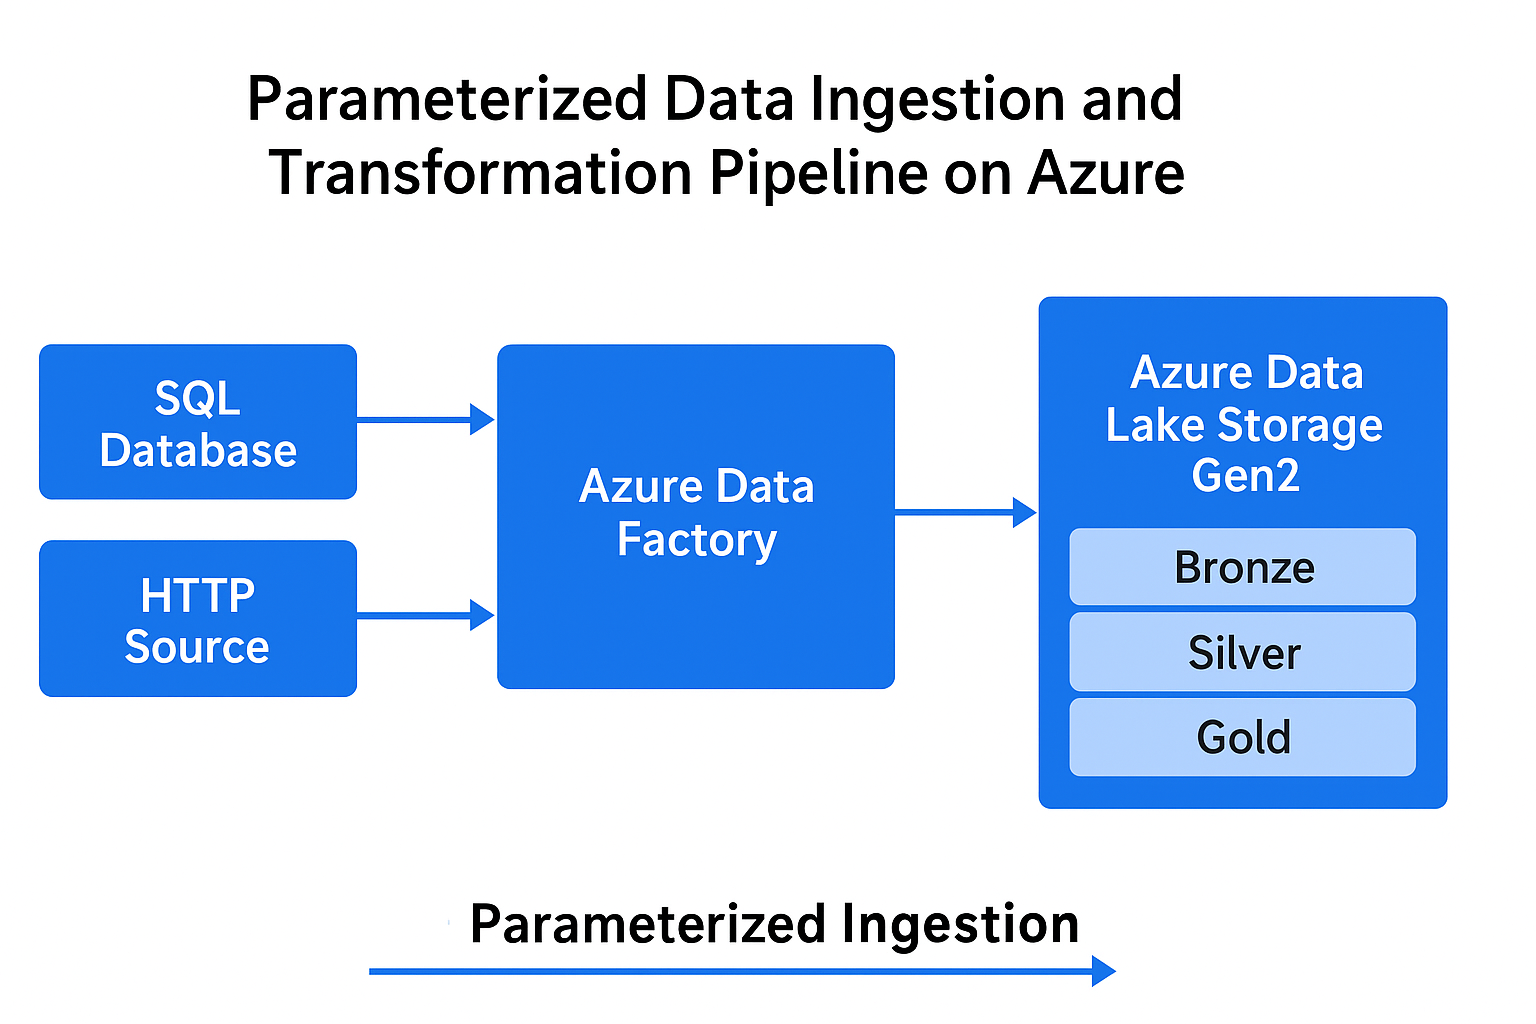 Parameterized Data Ingestion and
Transformation Pipeline on Azure
SQL
Database
HTTP
Source
Azure Data
Factory
Azure Data
Lake Storage
Gen2
Bronze
Silver
Gold
Parameterized Ingestion